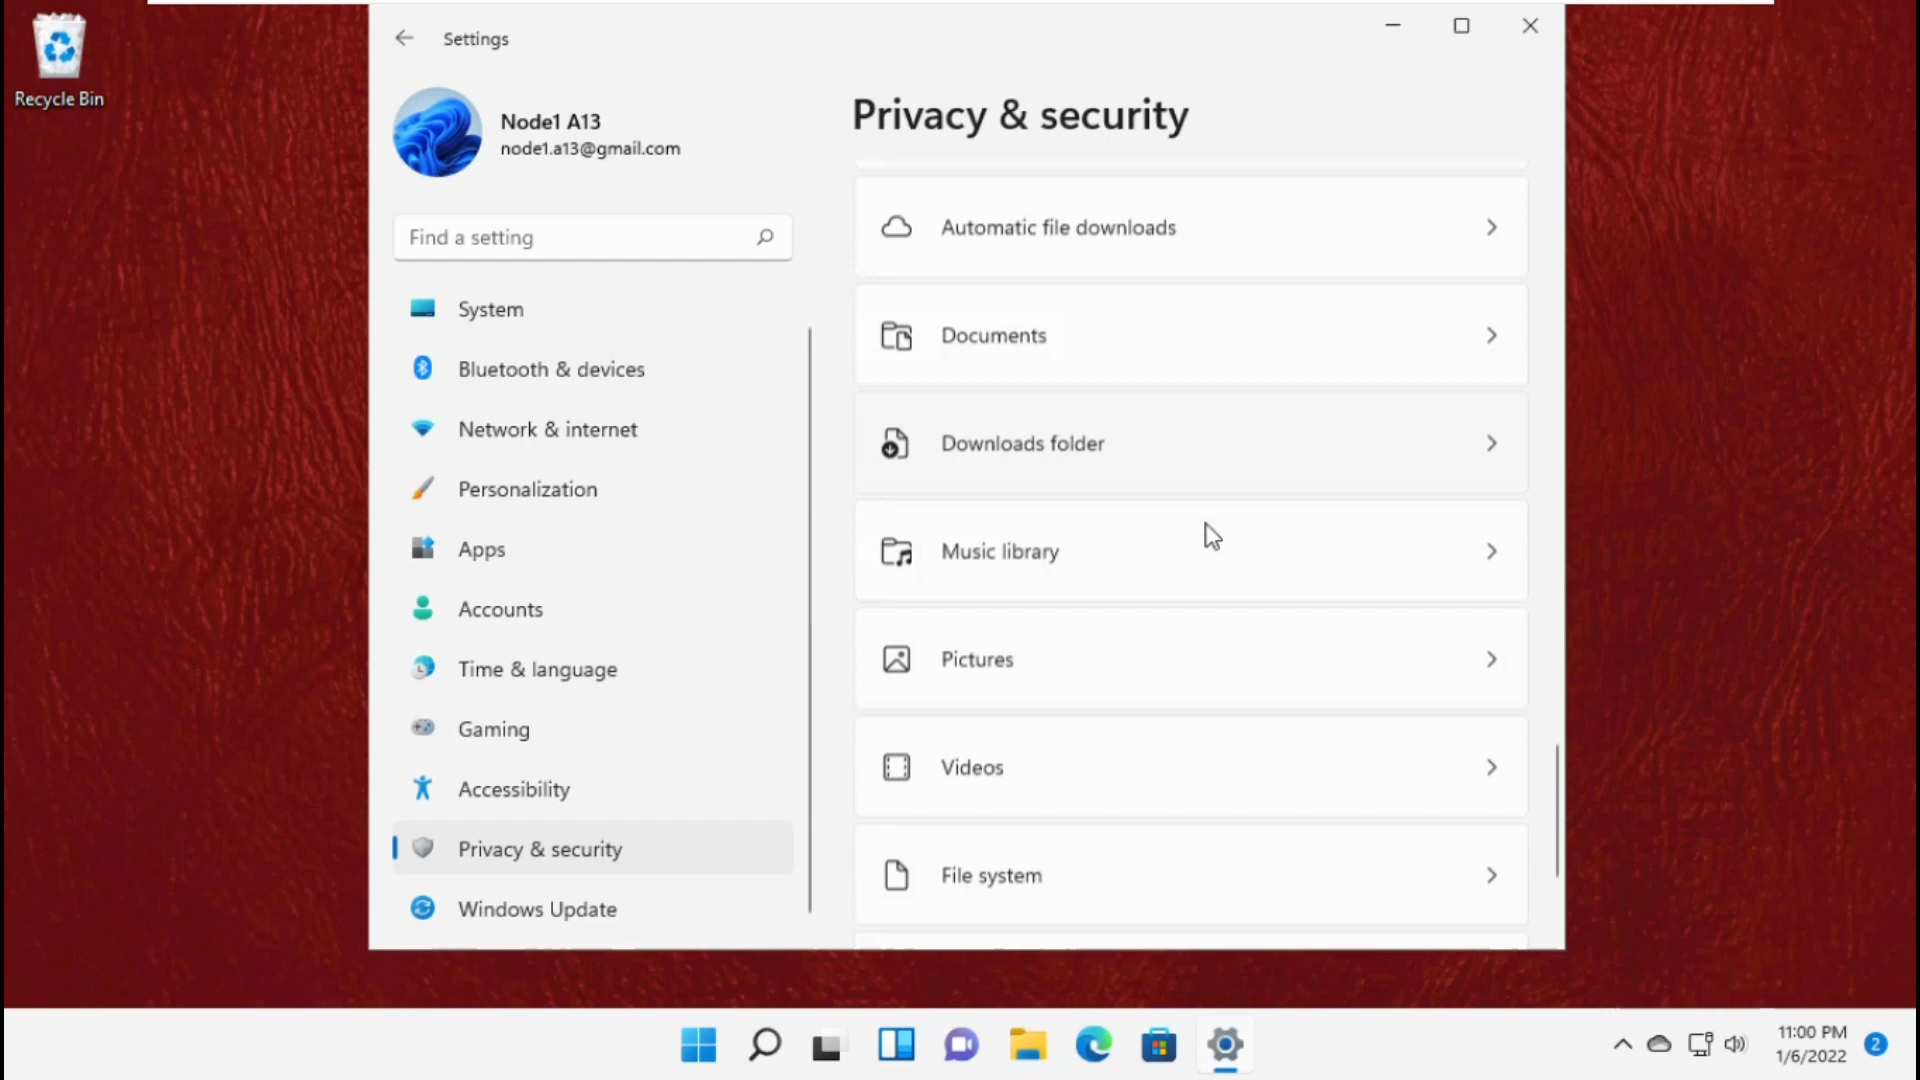 Recycle Bin
Settings
Node1 A13
node1.a13@gmail.com
Find a setting
System
Bluetooth & devices
Network & internet
Personalization
Apps
Accounts
Time & language
Gaming
Accessibility
Privacy & security
Windows Update
Privacy & security
Automatic file downloads
Documents
Downloads folder
Music library
Pictures
Videos
File system
11:00 PM
1/6/2022
2